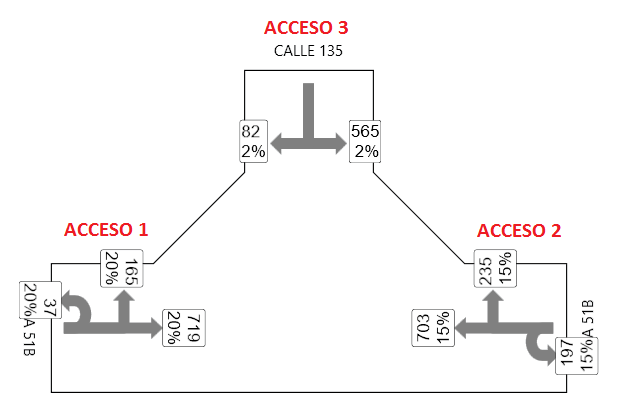 ACCESO 3
CALLE 135
82
2%
565
2%
ACCESO 1
ACCESO 2
165
20%
235
15%
37
20%
A 51B
719
20%
703
15%
197
15%
A 51B